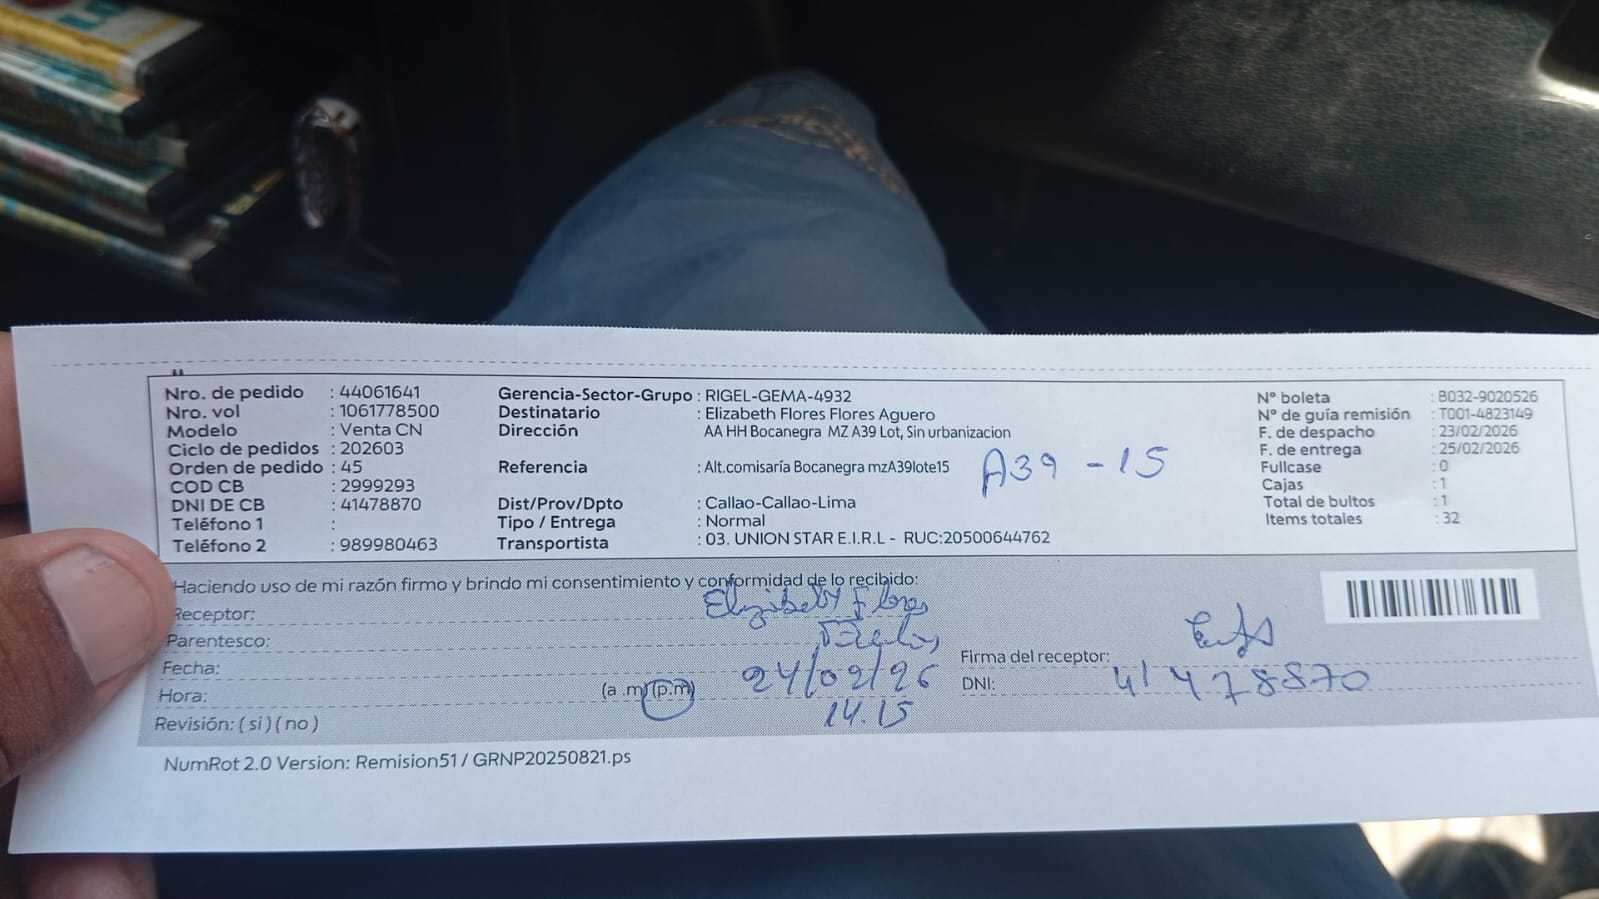 Nro. de pedido : 44061641
Nro. vol : 1061778500
Modelo : Venta CN
Ciclo de pedidos : 202603
Orden de pedido : 45
COD CB : 2999293
DNI DE CB : 41478870
Teléfono 1 :
Teléfono 2 : 989980463
Gerencia-Sector-Grupo : RIGEL-GEMA-4932
Destinatario : Elizabeth Flores Flores Aguero
Dirección : AA HH Bocanegra MZ A39 Lot, Sin urbanizacion
Referencia : Alt.comisaría Bocanegra mzA39lote15
A39 - 15
Dist/Prov/Dpto : Callao-Callao-Lima
Tipo / Entrega : Normal
Transportista : 03. UNION STAR E.I.R.L - RUC:20500644762
N° boleta : B032-9020526
N° de guía remisión : T001-4823149
F. de despacho : 23/02/2026
F. de entrega : 25/02/2026
Fullcase : 0
Cajas : 1
Total de bultos : 1
Items totales : 32
Haciendo uso de mi razón firmo y brindo mi consentimiento y conformidad de lo recibido:
Receptor: Elizabeth Flores
Parentesco:
Fecha: 24/02/26
Hora: (a .m) (p.m) 14.15
Revisión: ( si ) ( no )
Firma del receptor:
DNI: 41478870
NumRot 2.0 Version: Remision51 / GRNP20250821.ps